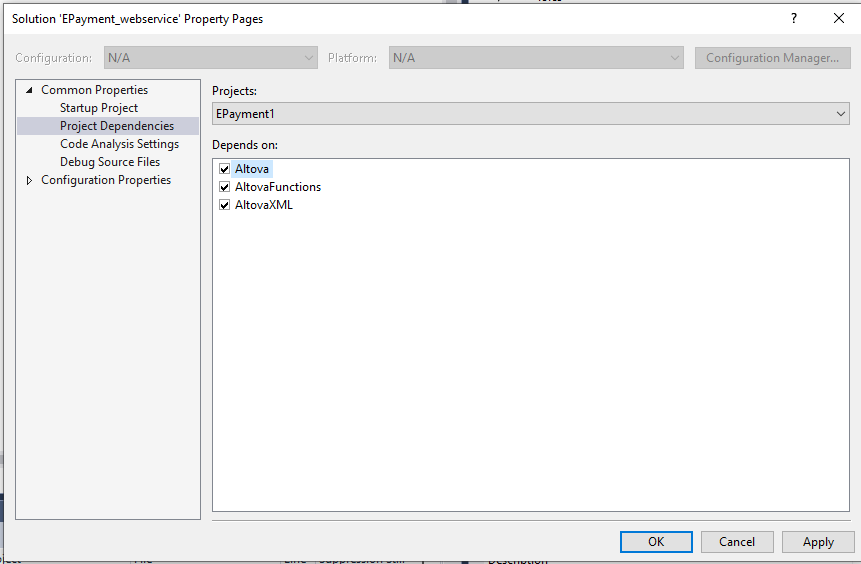 Solution 'EPayment_webservice' Property Pages
?
Configuration:
N/A
Platform:
N/A
Configuration Manager...
Common Properties
Startup Project
Project Dependencies
Code Analysis Settings
Debug Source Files
Configuration Properties
Projects:
EPayment1
Depends on:
Altova
AltovaFunctions
AltovaXML
OK
Cancel
Apply
Description